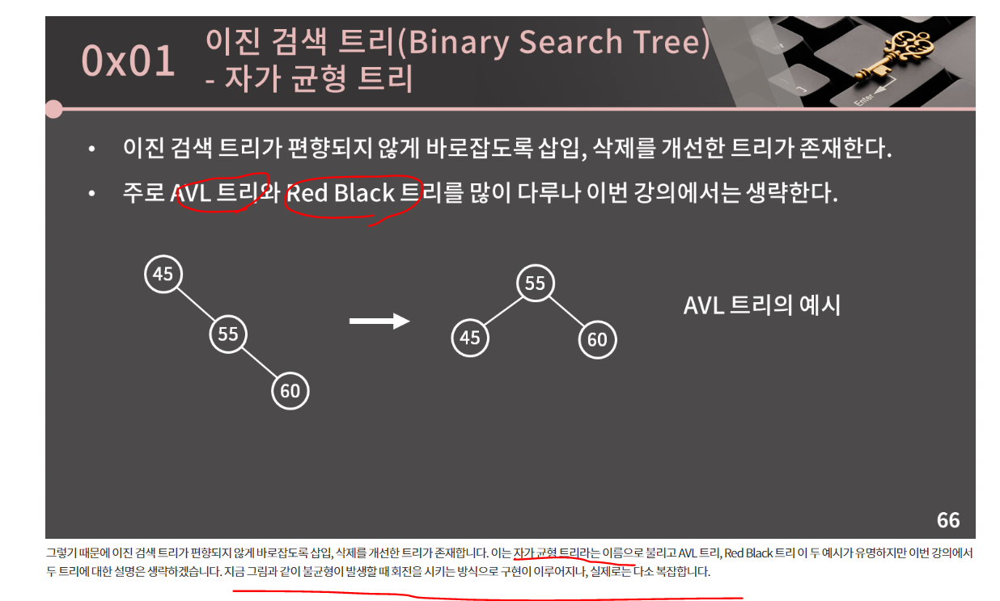 0x01
이진 검색 트리(Binary Search Tree)
- 자가 균형 트리
Enter
• 이진 검색 트리가 편향되지 않게 바로잡도록 삽입, 삭제를 개선한 트리가 존재한다.
• 주로 AVL 트리와 Red Black 트리를 많이 다루나 이번 강의에서는 생략한다.
45
55
60
55
45
60
AVL 트리의 예시
66
그렇기 때문에 이진 검색 트리가 편향되지 않게 바로잡도록 삽입, 삭제를 개선한 트리가 존재합니다. 이는 자가 균형 트리라는 이름으로 불리고 AVL 트리, Red Black 트리 이 두 예시가 유명하지만 이번 강의에서
두 트리에 대한 설명은 생략하겠습니다. 지금 그림과 같이 불균형이 발생할 때 회전을 시키는 방식으로 구현이 이루어지나, 실제로는 다소 복잡합니다.